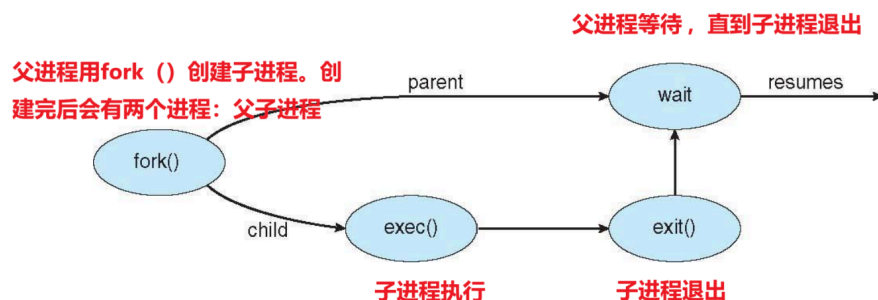 父进程等待，直到子进程退出
父进程用fork（）创建子进程。创
建完后会有两个进程：父子进程
parent
wait
resumes
fork()
child
exec()
exit()
子进程执行
子进程退出